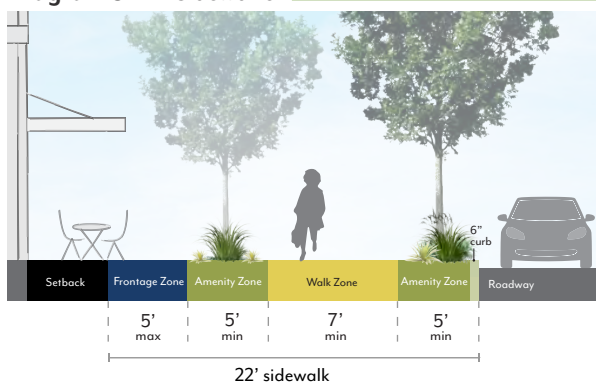 6"
curb
Setback
Frontage Zone
Amenity Zone
Walk Zone
Amenity Zone
Roadway
5'
max
5'
min
7'
min
5'
min
22' sidewalk